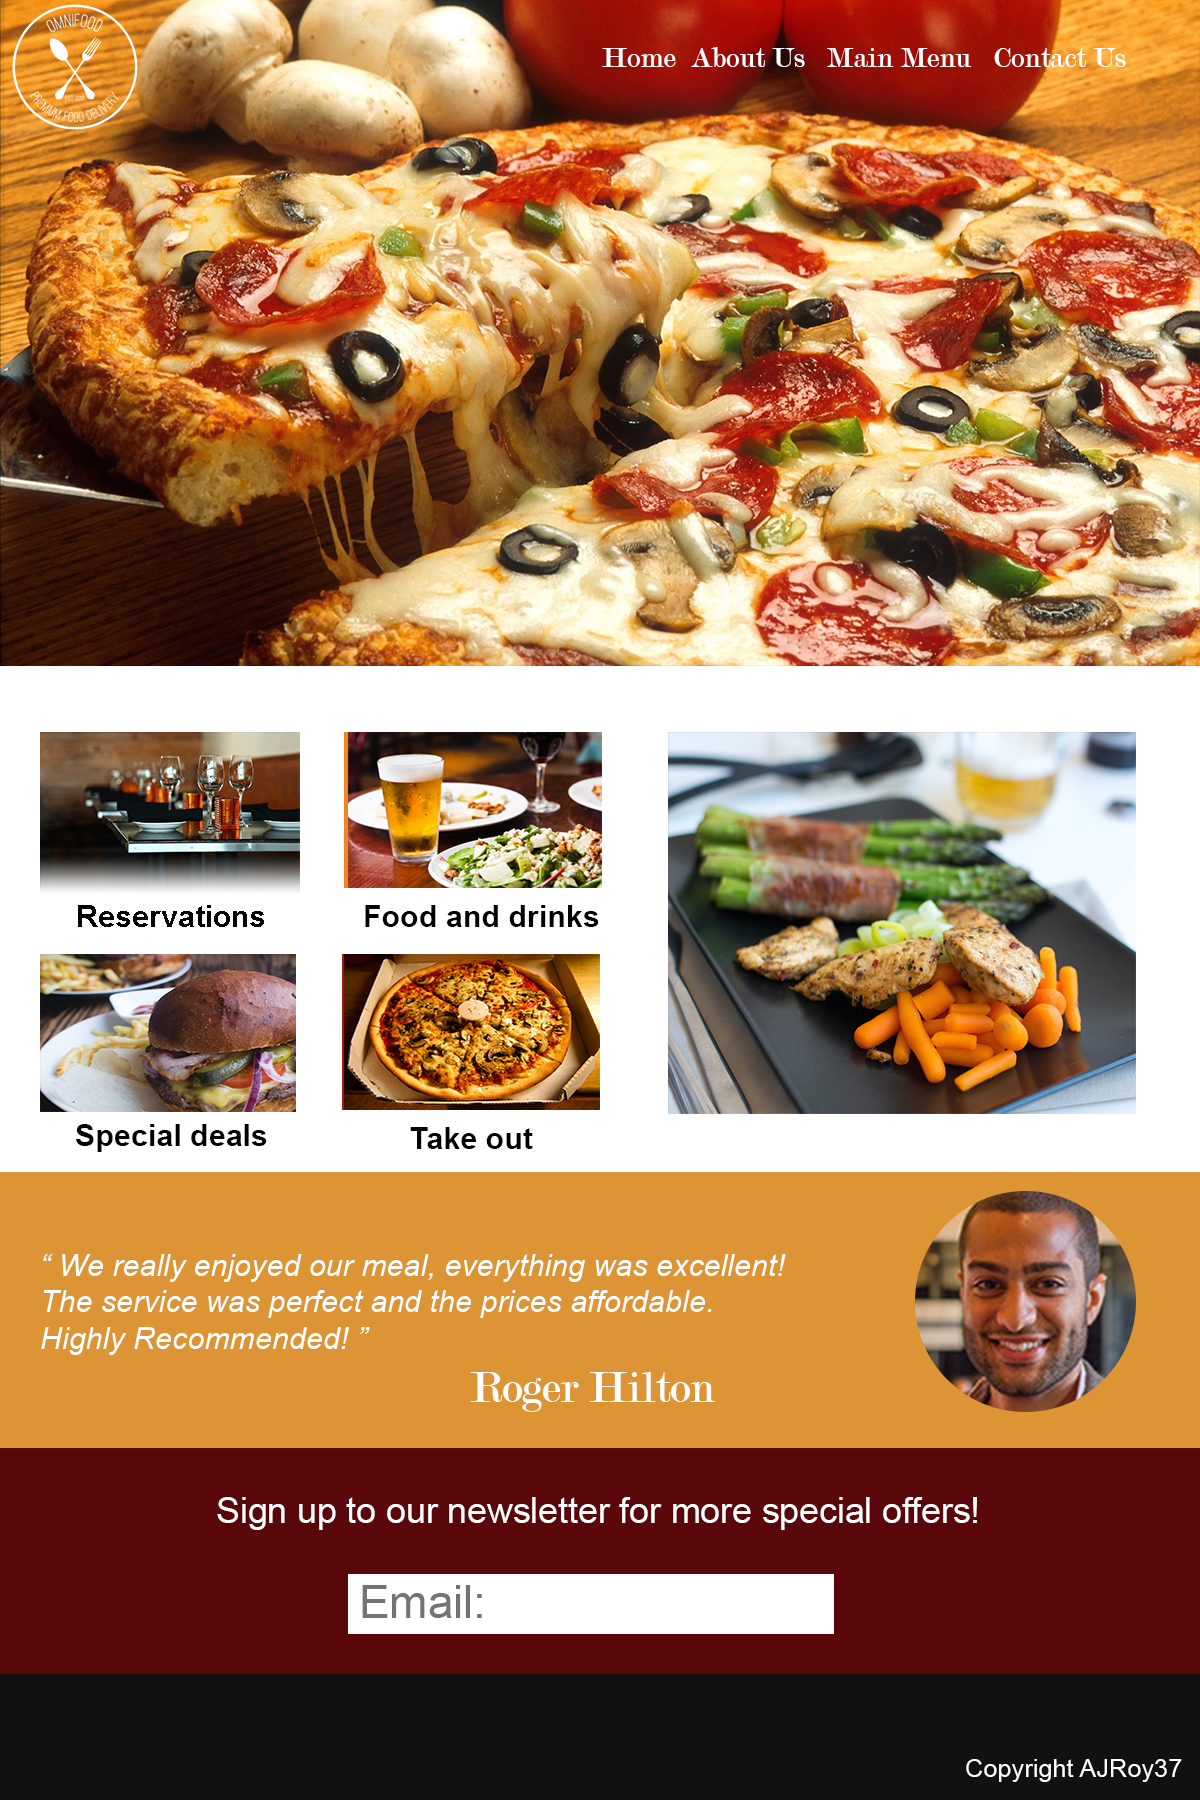 OMNIFOOD
PREMIUM FOOD DELIVERY
Home About Us Main Menu Contact Us
Reservations
Food and drinks
Special deals
Take out
“ We really enjoyed our meal, everything was excellent!
The service was perfect and the prices affordable.
Highly Recommended! ”
Roger Hilton
Sign up to our newsletter for more special offers!
Email:
Copyright AJRoy37